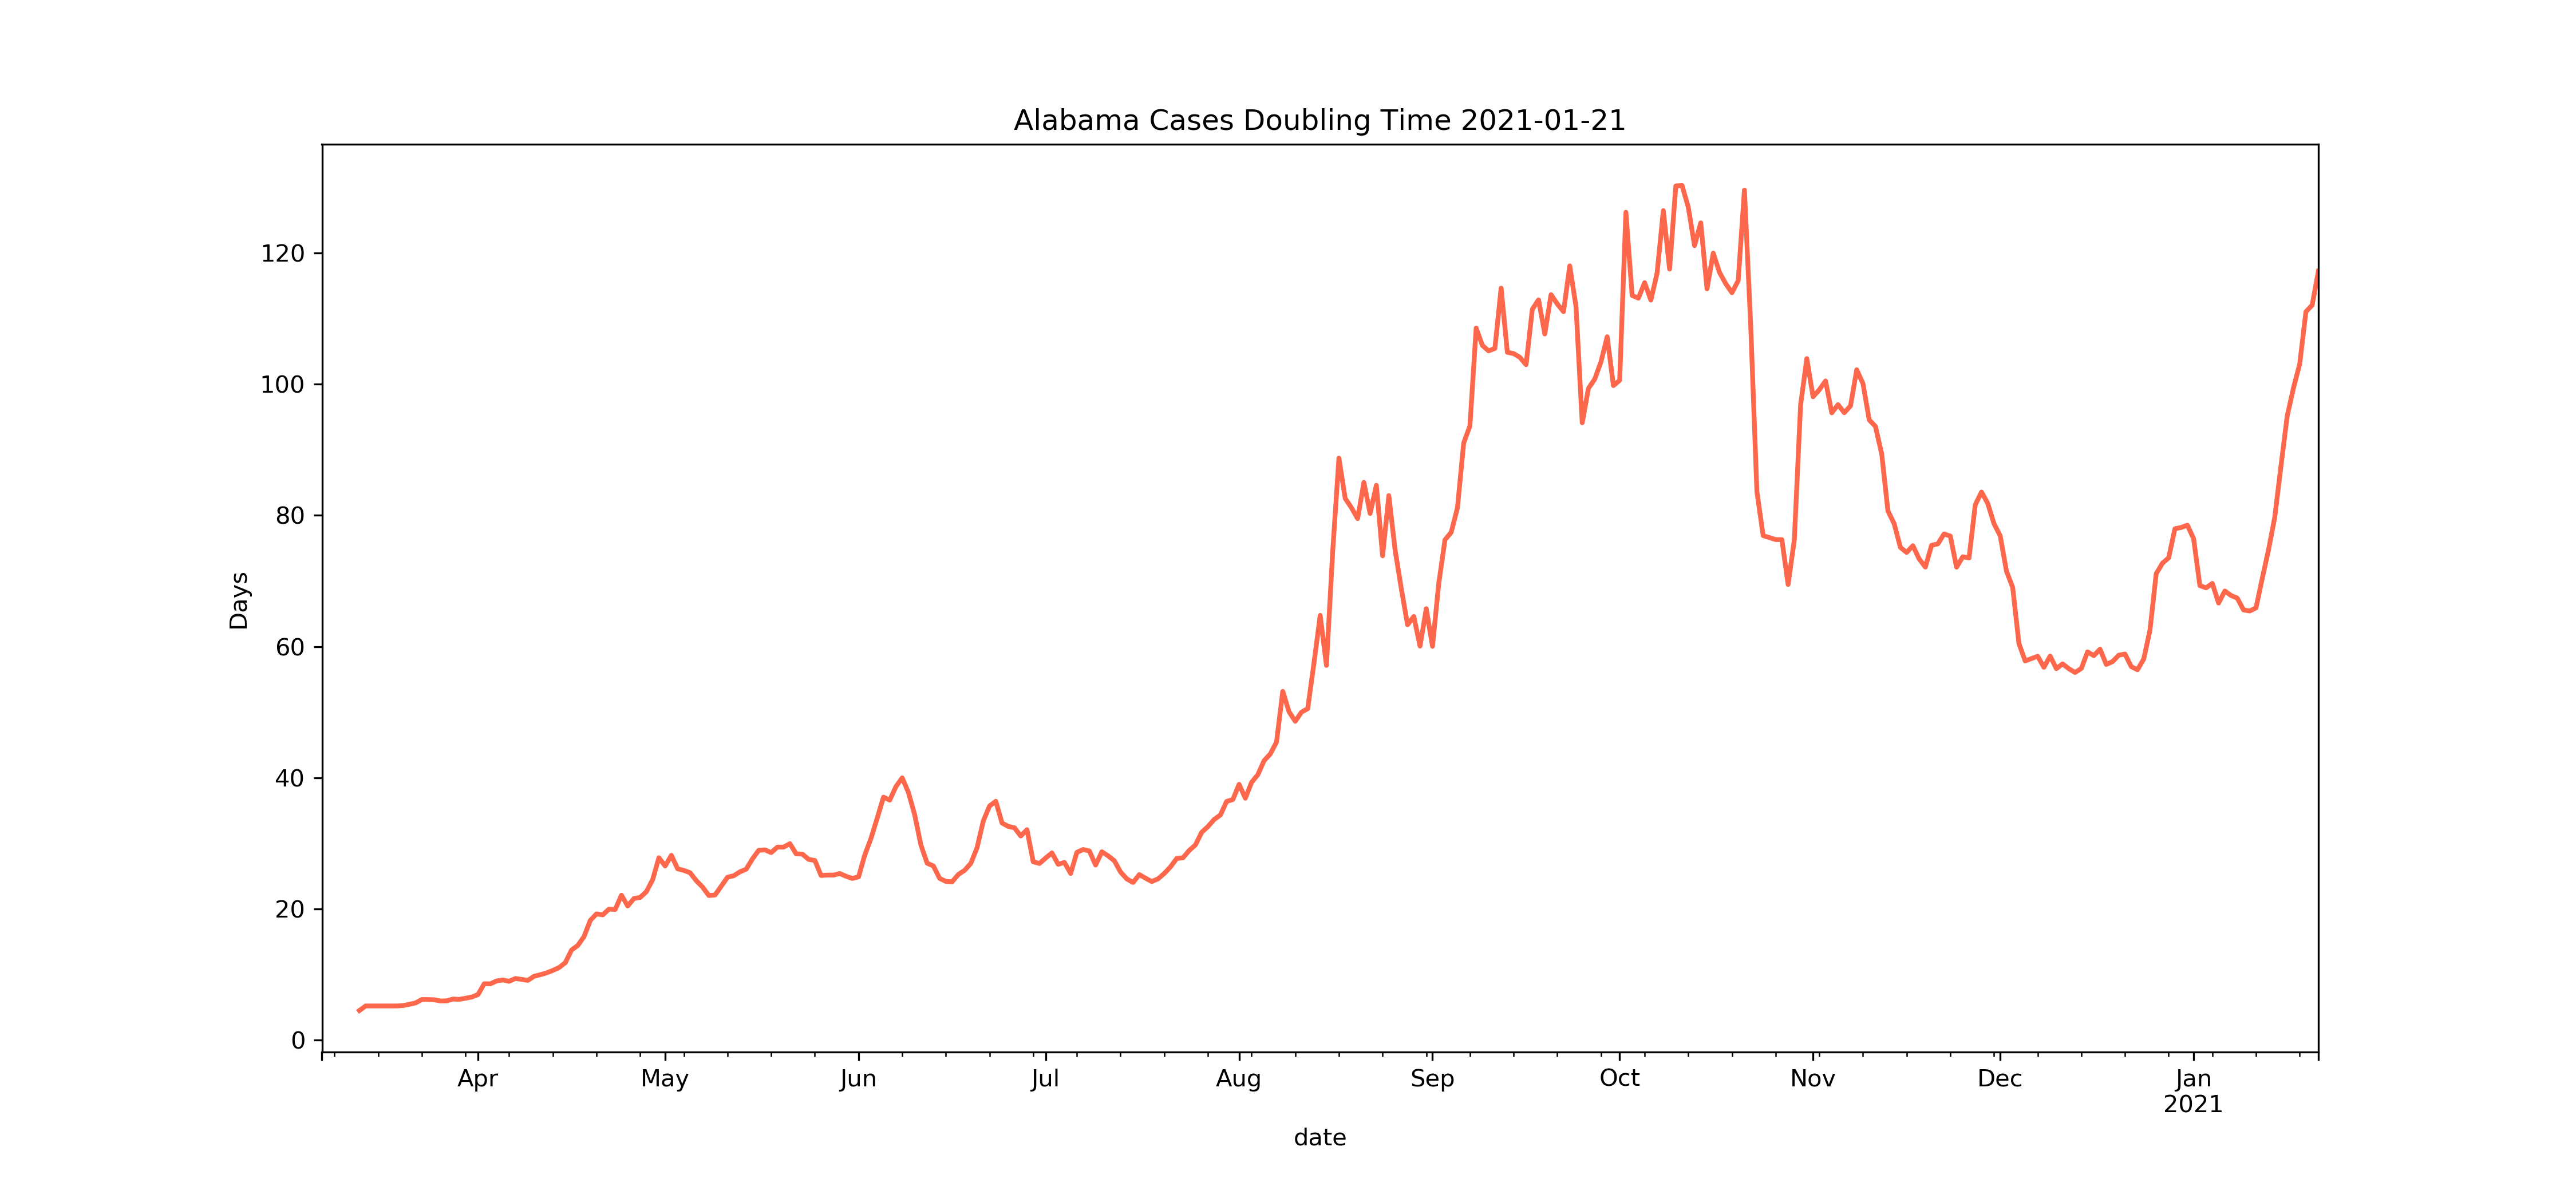 Alabama Cases Doubling Time 2021-01-21
120
100
80
60
40
20
0
Days
Apr May Jun Jul Aug Sep Oct Nov Dec Jan
2021
date